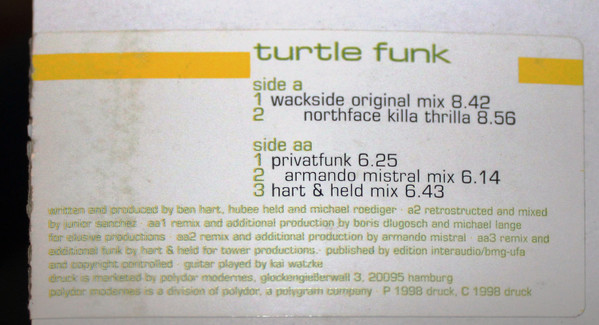 turtle funk
side a
1 wackside original mix 8.42
2 northface killa thrilla 8.56
side aa
1 privatfunk 6.25
2 armando mistral mix 6.14
3 hart & held mix 6.43
written and produced by ben hart, hubee held and michael roediger · a2 retrostructed and mixed
by junior sanchez · aa1 remix and additional production by boris dlugosch and michael lange
for elusive productions · aa2 remix and additional production by armando mistral · aa3 remix and
additional funk by hart & held for tower productions · published by edition interaudio/bmg-ufa
and copyright controlled · guitar played by kai watzke
druck is marketed by polydor modernes, glockengießerwall 3, 20095 hamburg
polydor modernes is a division of polydor, a polygram company · P 1998 druck, C 1998 druck